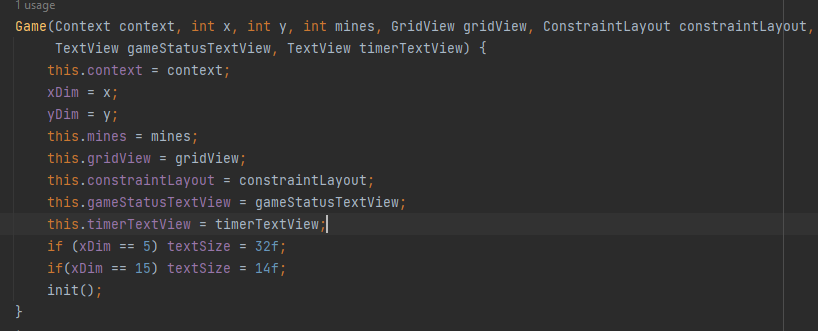 1 usage
Game(Context context, int x, int y, int mines, GridView gridView, ConstraintLayout constraintLayout,
     TextView gameStatusTextView, TextView timerTextView) {
    this.context = context;
    xDim = x;
    yDim = y;
    this.mines = mines;
    this.gridView = gridView;
    this.constraintLayout = constraintLayout;
    this.gameStatusTextView = gameStatusTextView;
    this.timerTextView = timerTextView;
    if (xDim == 5) textSize = 32f;
    if(xDim == 15) textSize = 14f;
    init();
}